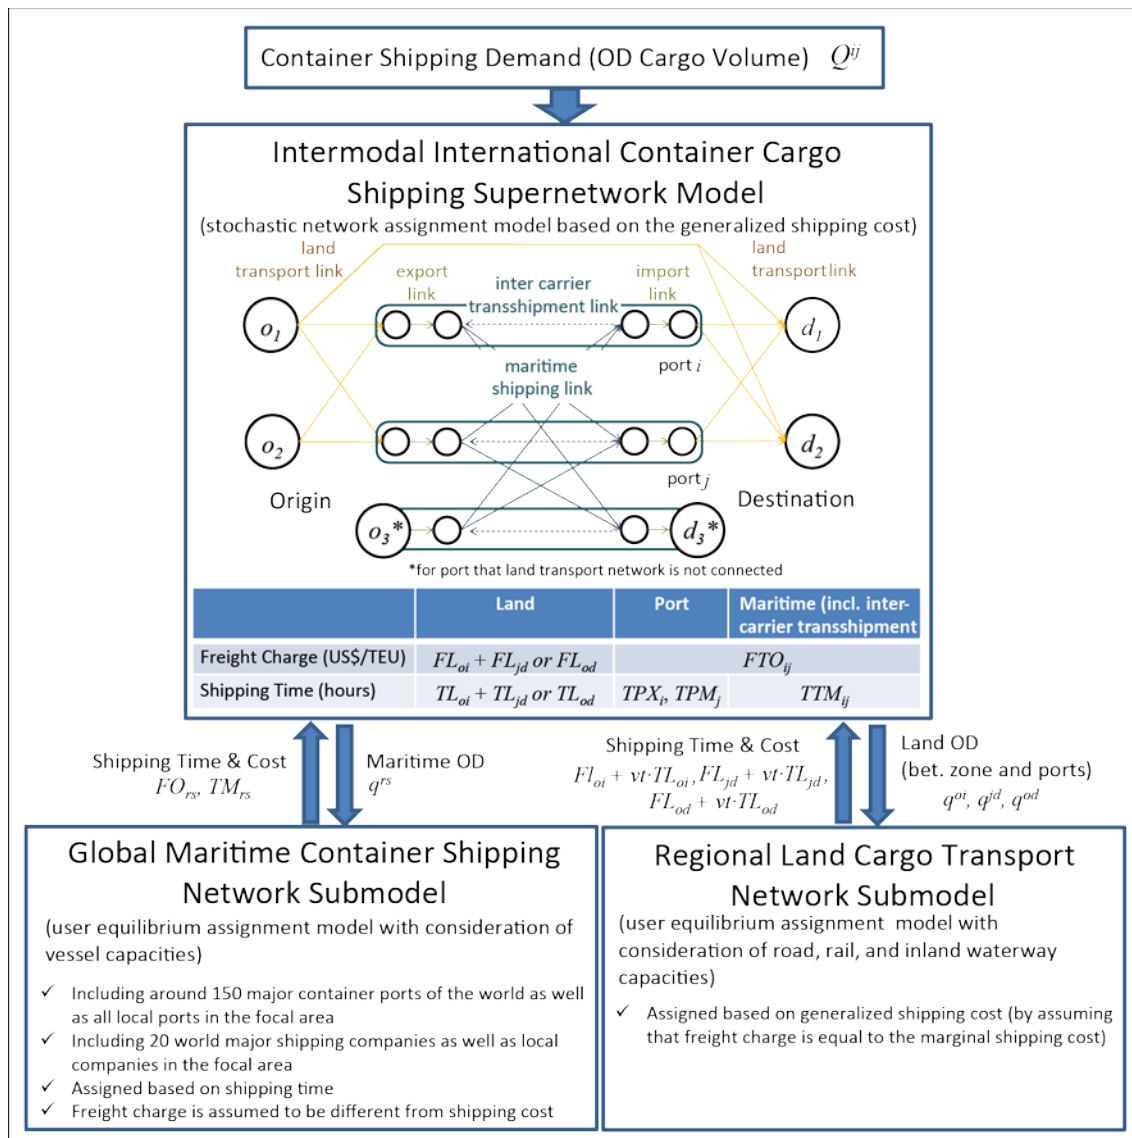 Container Shipping Demand (OD Cargo Volume) Q^ij
Intermodal International Container Cargo
Shipping Supernetwork Model
(stochastic network assignment model based on the generalized shipping cost)
land
transport link
export
link
inter carrier
transshipment link
import
link
land
transport link
o_1
d_1
maritime
shipping link
port i
o_2
d_2
port j
Origin
Destination
o_3*
d_3*
*for port that land transport network is not connected
Land
Port
Maritime (incl. inter-
carrier transshipment
Freight Charge (US$/TEU) FL_oi + FL_jd or FL_od FTO_ij
Shipping Time (hours) TL_oi + TL_jd or TL_od TPX_i, TPM_j TTM_ij
Shipping Time & Cost
FO_rs, TM_rs
Maritime OD
q^rs
Shipping Time & Cost
Fl_oi + vt·TL_oi, FL_jd + vt·TL_jd,
FL_od + vt·TL_od
Land OD
(bet. zone and ports)
q^oi, q^jd, q^od
Global Maritime Container Shipping
Network Submodel
(user equilibrium assignment model with consideration of
vessel capacities)
✓ Including around 150 major container ports of the world as well
as all local ports in the focal area
✓ Including 20 world major shipping companies as well as local
companies in the focal area
✓ Assigned based on shipping time
✓ Freight charge is assumed to be different from shipping cost
Regional Land Cargo Transport
Network Submodel
(user equilibrium assignment model with
consideration of road, rail, and inland waterway
capacities)
✓ Assigned based on generalized shipping cost (by assuming
that freight charge is equal to the marginal shipping cost)